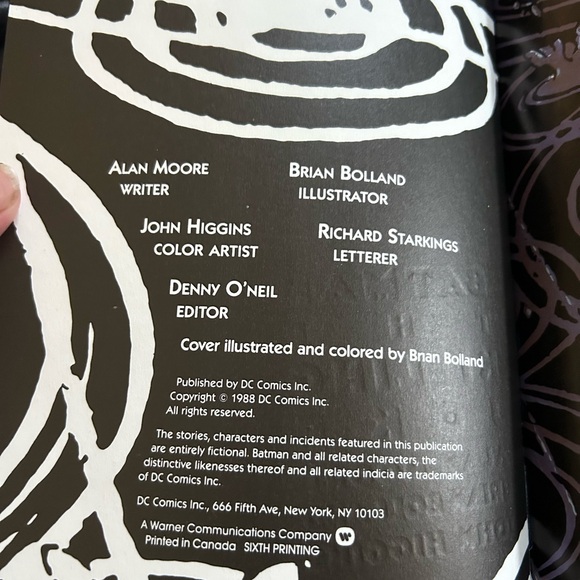 ALAN MOORE
WRITER
BRIAN BOLLAND
ILLUSTRATOR
JOHN HIGGINS
COLOR ARTIST
RICHARD STARKINGS
LETTERER
DENNY O'NEIL
EDITOR
Cover illustrated and colored by Brian Bolland
Published by DC Comics Inc.
Copyright © 1988 DC Comics Inc.
All rights reserved.
The stories, characters and incidents featured in this publication
are entirely fictional. Batman and all related characters, the
distinctive likenesses thereof and all related indicia are trademarks
of DC Comics Inc.
DC Comics Inc., 666 Fifth Ave, New York, NY 10103
A Warner Communications Company
Printed in Canada SIXTH PRINTING